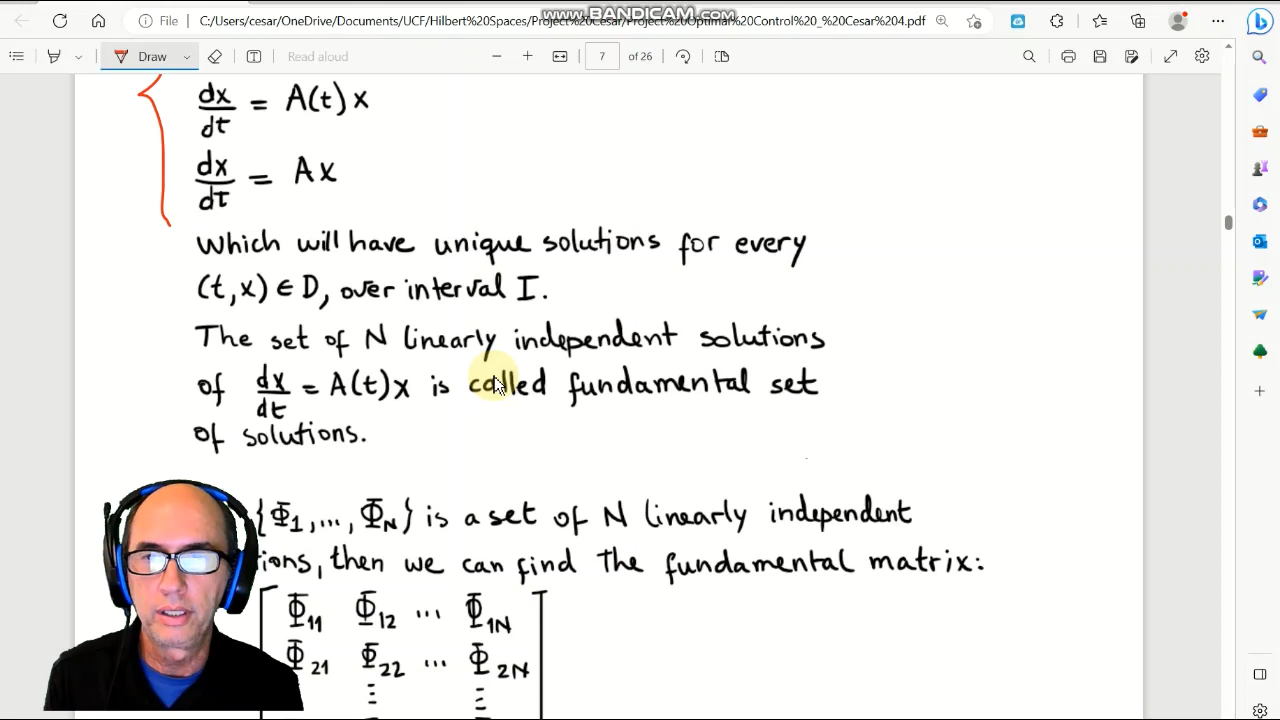 www.BANDICAM.com
File C:/Users/cesar/OneDrive/Documents/UCF/Hilbert%20Spaces/Project%20Cesar/Project%20Optimal%20Control%20_%20Cesar%204.pdf
Draw Read aloud 7 of 26
dx/dt = A(t)x
dx/dt = Ax
Which will have unique solutions for every
(t,x) ∈ D, over interval I.
The set of N linearly independent solutions
of dx/dt = A(t)x is called fundamental set
of solutions.
{Φ1,..., ΦN} is a set of N linearly independent
ions, then we can find the fundamental matrix:
Φ11 Φ12 ... Φ1N
Φ21 Φ22 ... Φ2N